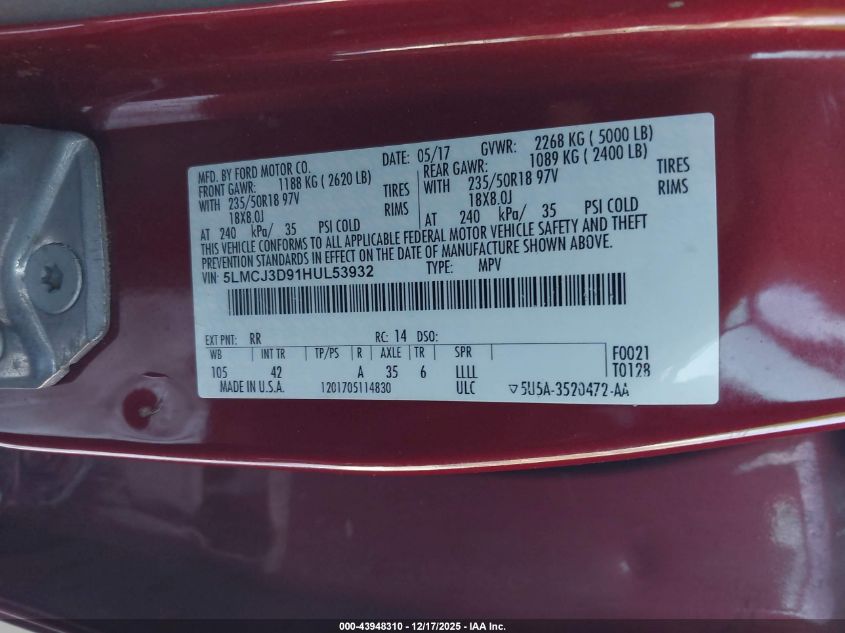 MFD. BY FORD MOTOR CO. DATE: 05/17 GVWR: 2268 KG ( 5000 LB)
FRONT GAWR: 1188 KG ( 2620 LB) REAR GAWR: 1089 KG ( 2400 LB)
WITH 235/50R18 97V TIRES WITH 235/50R18 97V TIRES
18X8.0J RIMS 18X8.0J RIMS
AT 240 kPa/ 35 PSI COLD AT 240 kPa/ 35 PSI COLD
THIS VEHICLE CONFORMS TO ALL APPLICABLE FEDERAL MOTOR VEHICLE SAFETY AND THEFT
PREVENTION STANDARDS IN EFFECT ON THE DATE OF MANUFACTURE SHOWN ABOVE.
VIN: 5LMCJ3D91HUL53932 TYPE: MPV
EXT PNT: RR RC: 14 DSO:
WB INT TR TP/PS R AXLE TR SPR F0021
105 42 A 35 6 LLLL T0128
MADE IN U.S.A. 1201705114830 ULC ▽5U5A-3520472-AA
000-43948310 - 12/17/2025 - IAA Inc.